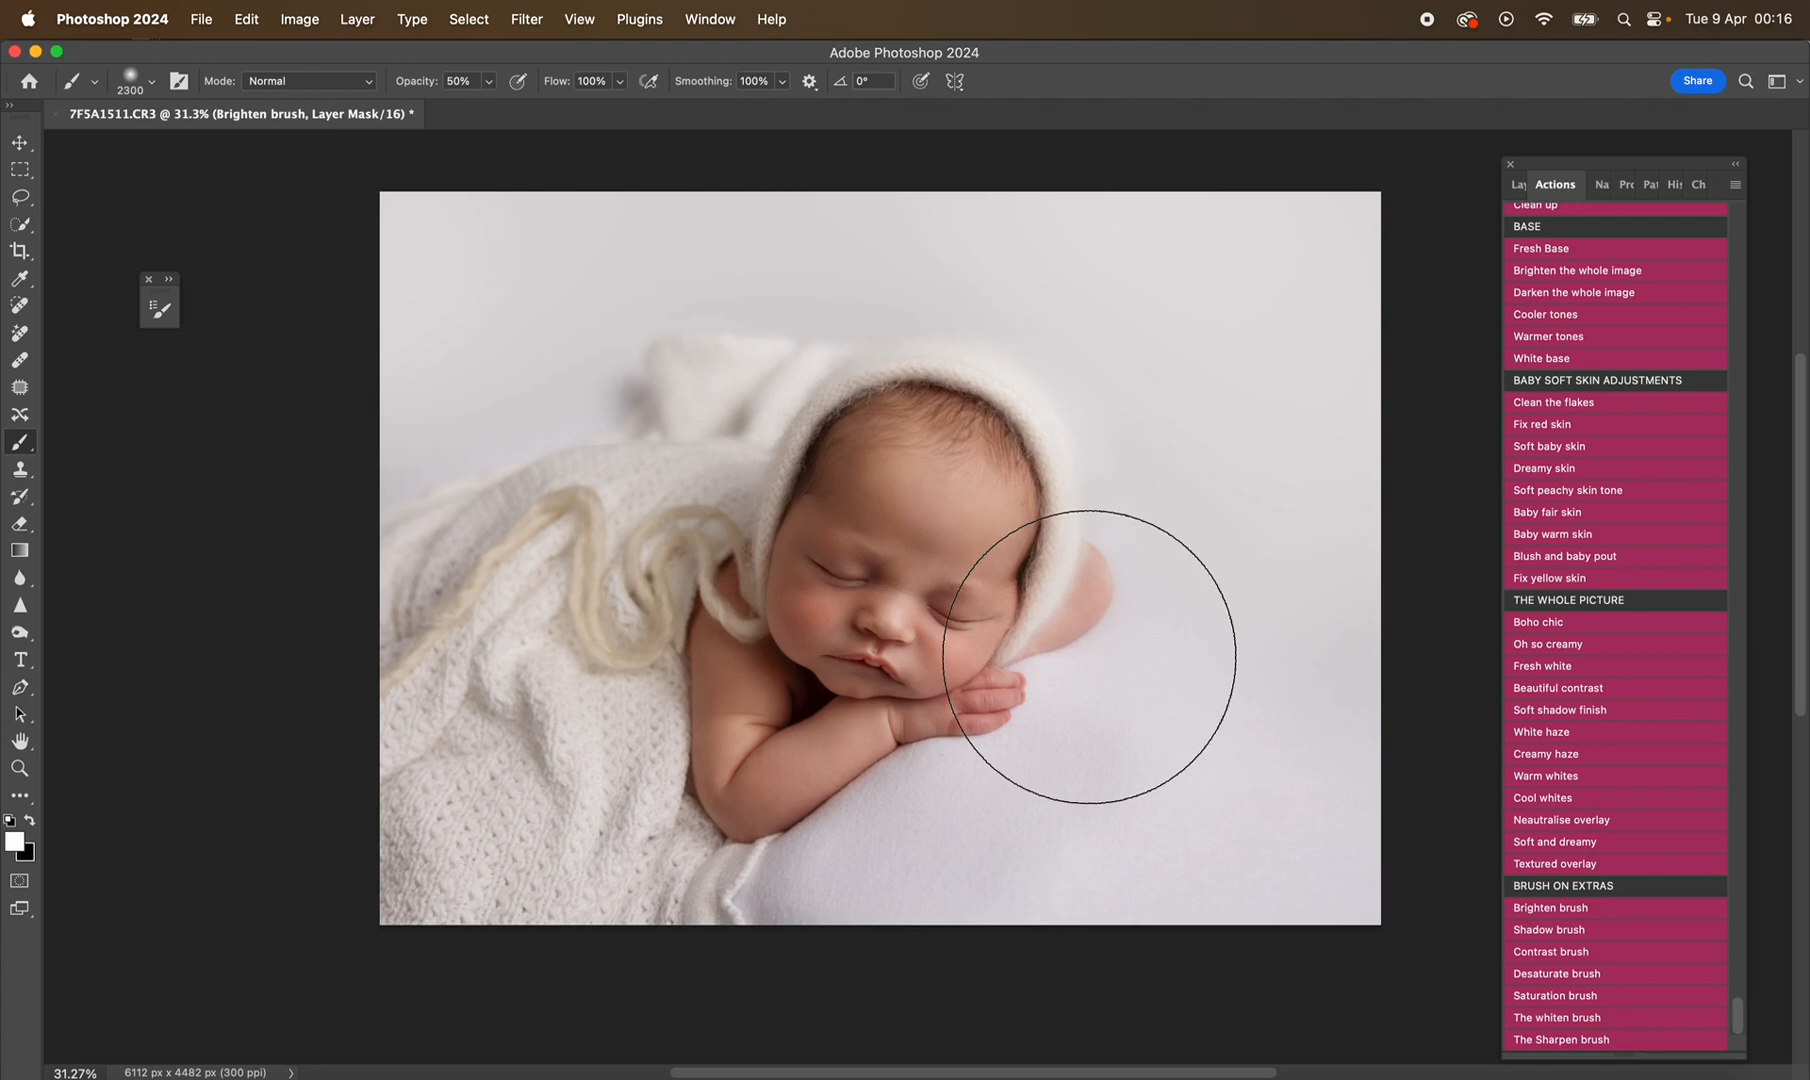 Photoshop 2024 File Edit Image Layer Type Select Filter View Plugins Window Help Tue 9 Apr 00:16
Adobe Photoshop 2024
2300 Mode: Normal Opacity: 50% Flow: 100% Smoothing: 100% 0° Share
7F5A1511.CR3 @ 31.3% (Brighten brush, Layer Mask/16) *
Lay Actions Na Pro Pat His Ch
Clean up
BASE
Fresh Base
Brighten the whole image
Darken the whole image
Cooler tones
Warmer tones
White base
BABY SOFT SKIN ADJUSTMENTS
Clean the flakes
Fix red skin
Soft baby skin
Dreamy skin
Soft peachy skin tone
Baby fair skin
Baby warm skin
Blush and baby pout
Fix yellow skin
THE WHOLE PICTURE
Boho chic
Oh so creamy
Fresh white
Beautiful contrast
Soft shadow finish
White haze
Creamy haze
Warm whites
Cool whites
Neautralise overlay
Soft and dreamy
Textured overlay
BRUSH ON EXTRAS
Brighten brush
Shadow brush
Contrast brush
Desaturate brush
Saturation brush
The whiten brush
The Sharpen brush
31.27% 6112 px x 4482 px (300 ppi)